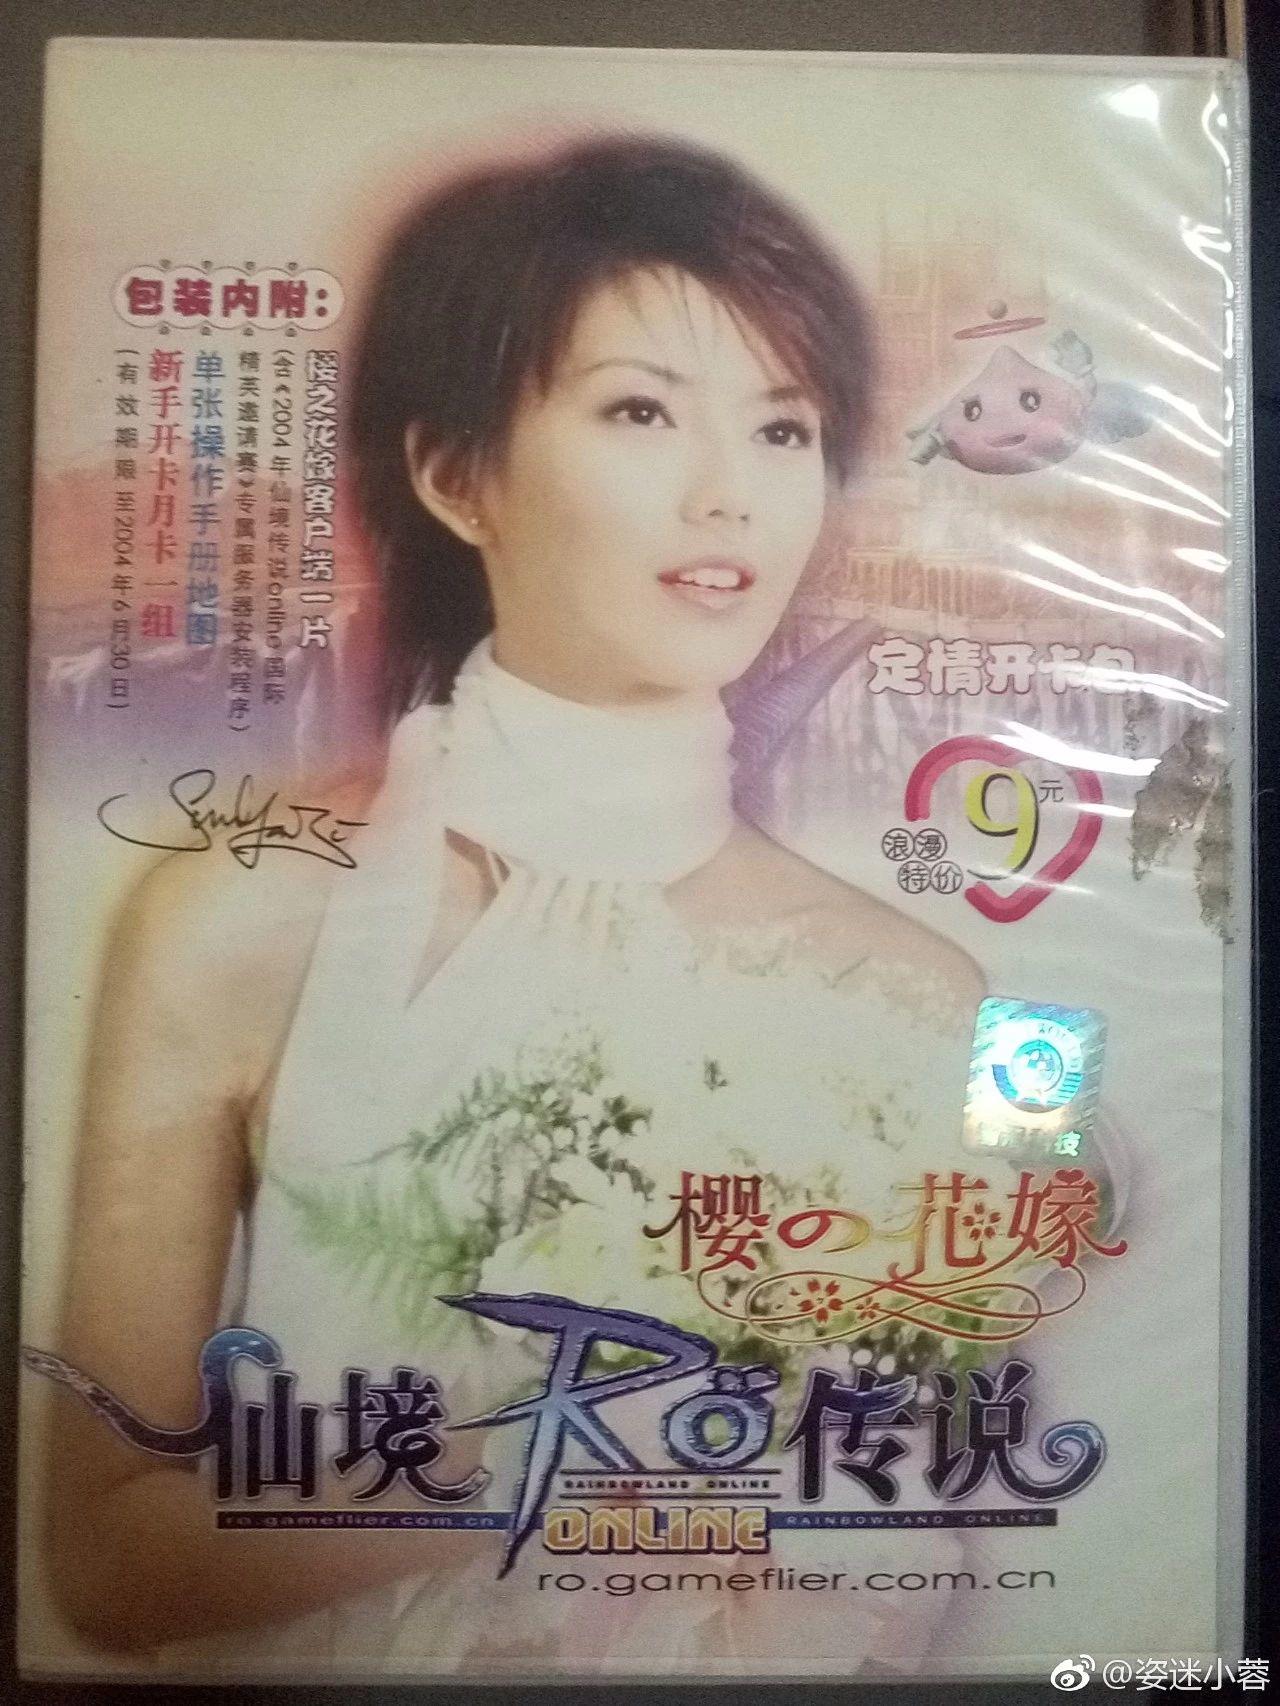 包装内附：
樱之花嫁客户端一片
（含《2004年仙境传说online国际
精英邀请赛》专属服务器安装程序）
单张操作手册地图
新手开卡月卡一组
（有效期限至2004年6月30日）
定情开卡包
9元
浪漫
特价
樱の花嫁
仙境RO传说
RAINBOWLAND ONLINE
ro.gameflier.com.cn
ONLINE
RAINBOWLAND ONLINE
ro.gameflier.com.cn
@姿迷小蓉